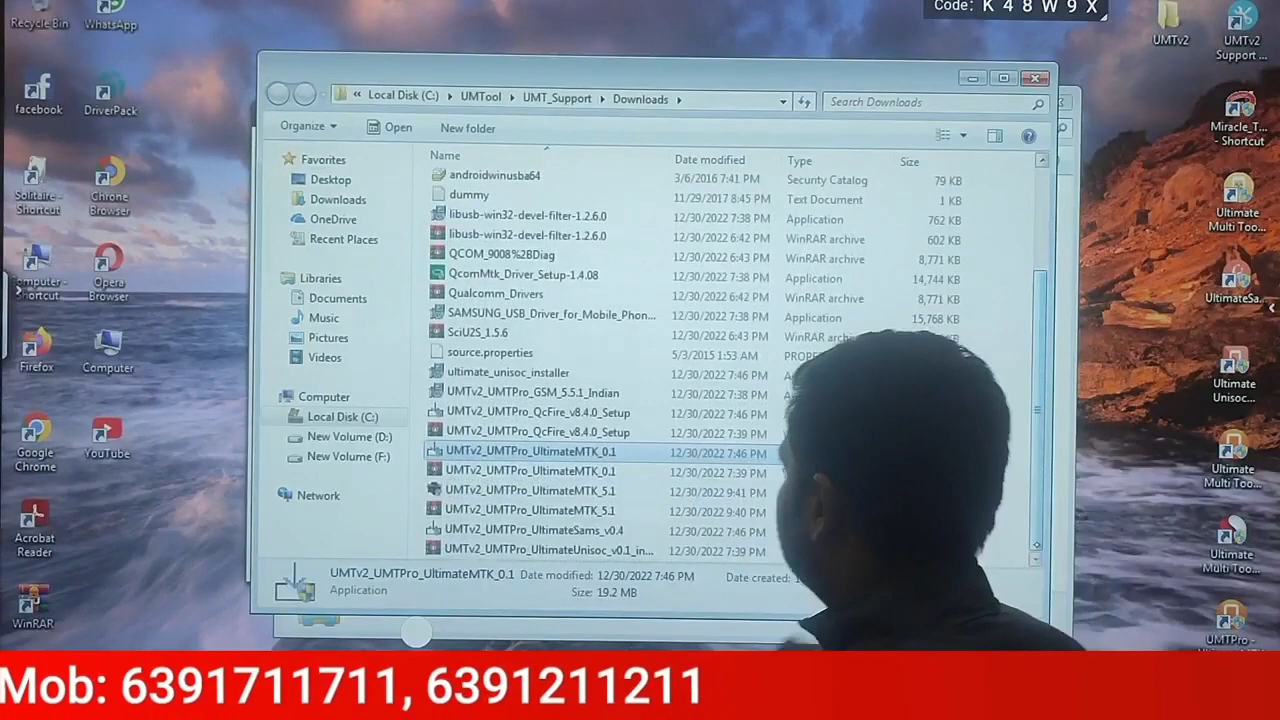 Code: K 4 8 W 9 X
Recycle Bin
WhatsApp
UMTv2
UMTv2
Support ...
facebook
DriverPack
Miracle_T...
- Shortcut
Solitaire -
Shortcut
Chrome
Browser
Ultimate
Multi Too...
Computer -
Shortcut
Opera
Browser
UltimateSa...
Firefox
Computer
Ultimate
Unisoc...
Google
Chrome
YouTube
Ultimate
Multi Too...
Acrobat
Reader
Ultimate
Multi Too...
WinRAR
UMTPro -
« Local Disk (C:) ▸ UMTool ▸ UMT_Support ▸ Downloads ▸
Search Downloads
Organize
Open
New folder
Favorites
Desktop
Downloads
OneDrive
Recent Places
Libraries
Documents
Music
Pictures
Videos
Computer
Local Disk (C:)
New Volume (D:)
New Volume (F:)
Network
Name Date modified Type Size
androidwinusba64 3/6/2016 7:41 PM Security Catalog 79 KB
dummy 11/29/2017 8:45 PM Text Document 1 KB
libusb-win32-devel-filter-1.2.6.0 12/30/2022 7:38 PM Application 762 KB
libusb-win32-devel-filter-1.2.6.0 12/30/2022 6:42 PM WinRAR archive 602 KB
QCOM_9008%2BDiag 12/30/2022 6:43 PM WinRAR archive 8,771 KB
QcomMtk_Driver_Setup-1.4.08 12/30/2022 7:38 PM Application 14,744 KB
Qualcomm_Drivers 12/30/2022 6:42 PM WinRAR archive 8,771 KB
SAMSUNG_USB_Driver_for_Mobile_Phon... 12/30/2022 7:38 PM Application 15,768 KB
SciU2S_1.5.6 12/30/2022 6:43 PM WinRAR
source.properties 5/3/2015 1:53 AM
ultimate_unisoc_installer 12/30/2022 7:46 PM
UMTv2_UMTPro_GSM_5.5.1_Indian 12/30/2022 7:38 PM
UMTv2_UMTPro_QcFire_v8.4.0_Setup 12/30/2022 7:46 PM
UMTv2_UMTPro_QcFire_v8.4.0_Setup 12/30/2022 7:39 PM
UMTv2_UMTPro_UltimateMTK_0.1 12/30/2022 7:46 PM
UMTv2_UMTPro_UltimateMTK_0.1 12/30/2022 7:39 PM
UMTv2_UMTPro_UltimateMTK_5.1 12/30/2022 9:41 PM
UMTv2_UMTPro_UltimateMTK_5.1 12/30/2022 9:40 PM
UMTv2_UMTPro_UltimateSams_v0.4 12/30/2022 7:46 PM
UMTv2_UMTPro_UltimateUnisoc_v0.1_in... 12/30/2022 7:39 PM
UMTv2_UMTPro_UltimateMTK_0.1 Date modified: 12/30/2022 7:46 PM Date created:
Application Size: 19.2 MB
Mob: 6391711711, 6391211211